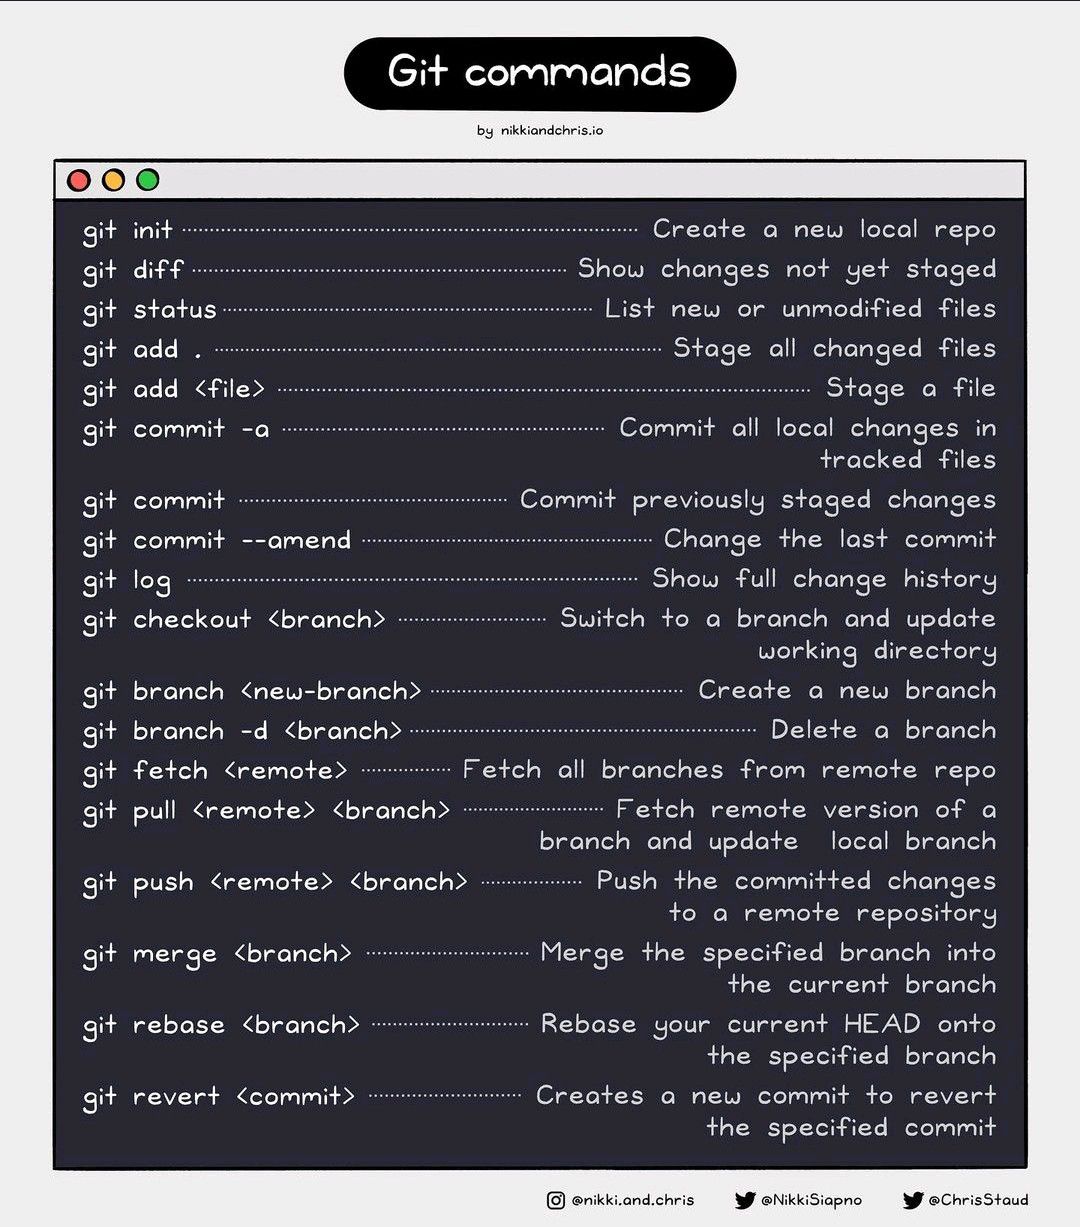 Git commands
by nikkiandchris.io
git init Create a new local repo
git diff Show changes not yet staged
git status List new or unmodified files
git add . Stage all changed files
git add <file> Stage a file
git commit -a Commit all local changes in
tracked files
git commit Commit previously staged changes
git commit --amend Change the last commit
git log Show full change history
git checkout <branch> Switch to a branch and update
working directory
git branch <new-branch> Create a new branch
git branch -d <branch> Delete a branch
git fetch <remote> Fetch all branches from remote repo
git pull <remote> <branch> Fetch remote version of a
branch and update local branch
git push <remote> <branch> Push the committed changes
to a remote repository
git merge <branch> Merge the specified branch into
the current branch
git rebase <branch> Rebase your current HEAD onto
the specified branch
git revert <commit> Creates a new commit to revert
the specified commit
@nikki.and.chris @NikkiSiapno @ChrisStaud